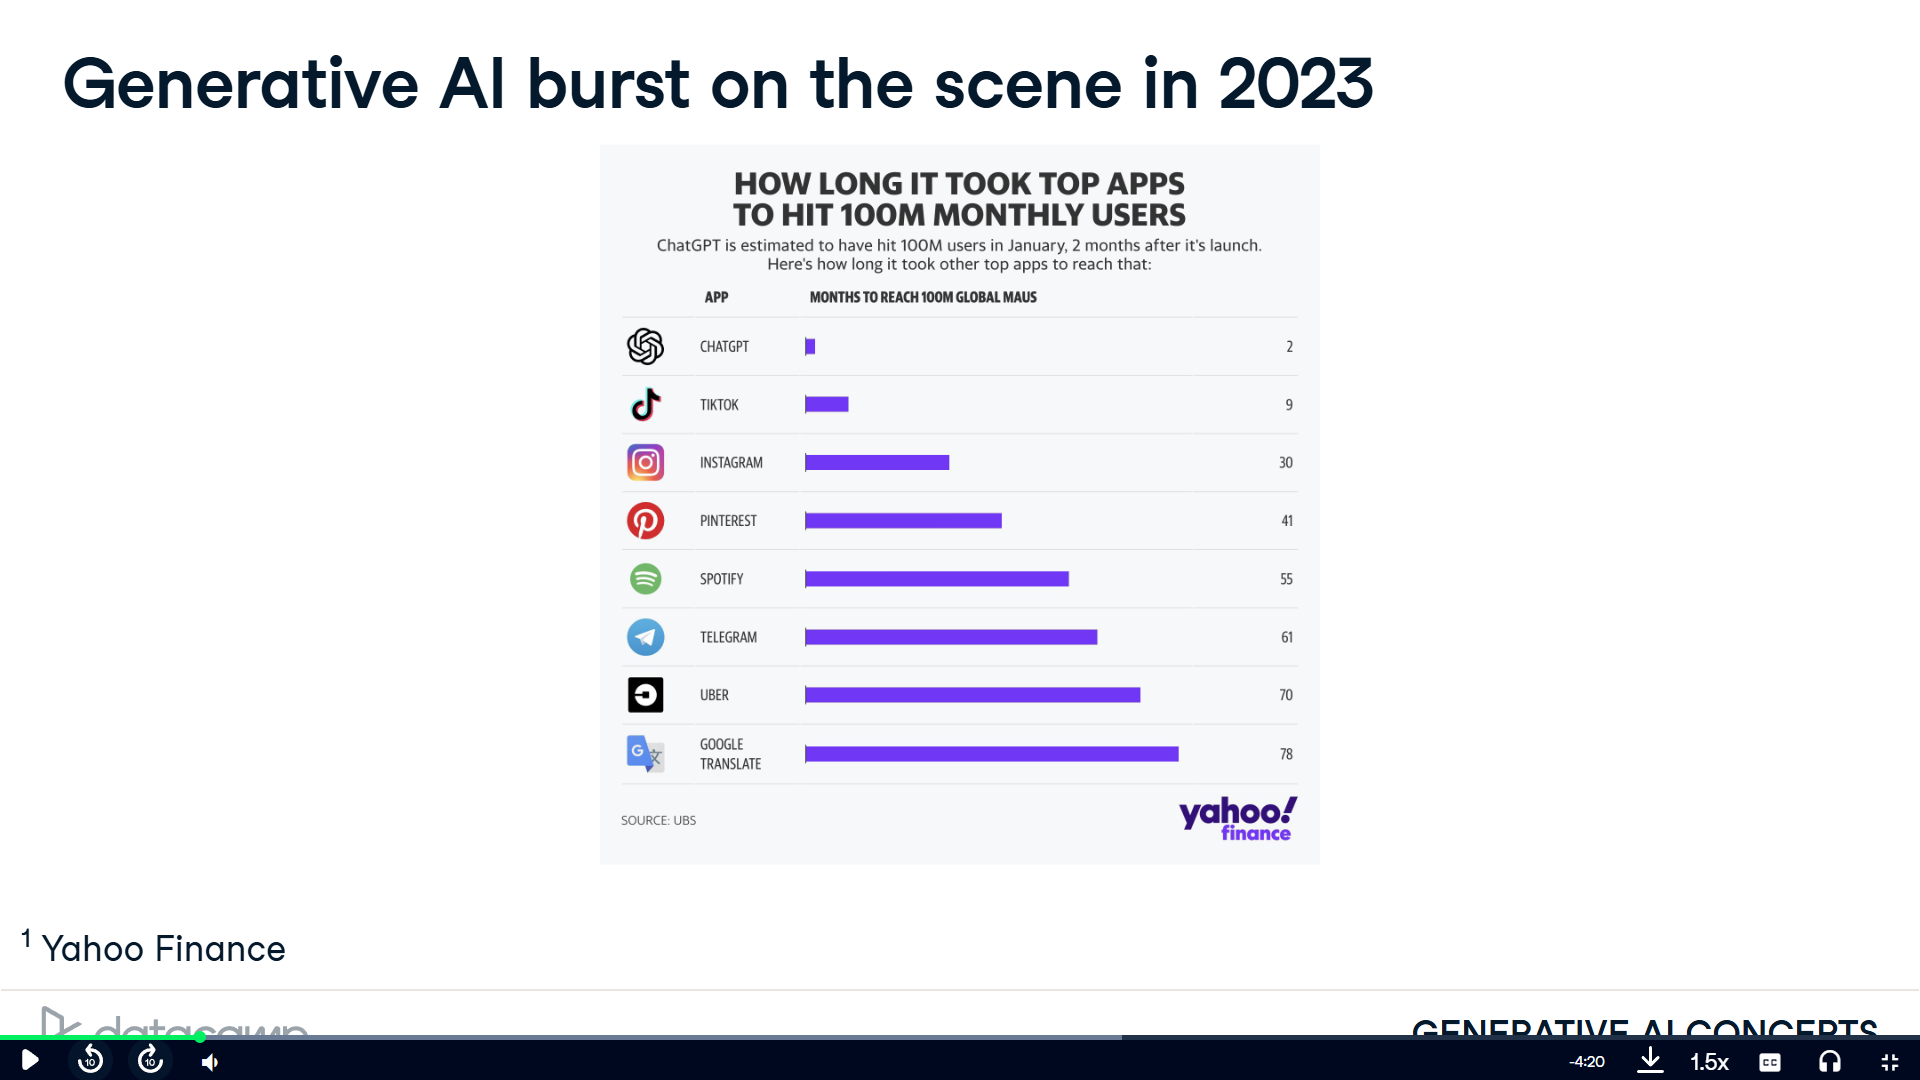 Generative AI burst on the scene in 2023
HOW LONG IT TOOK TOP APPS
TO HIT 100M MONTHLY USERS
ChatGPT is estimated to have hit 100M users in January, 2 months after it's launch.
Here's how long it took other top apps to reach that:
APP MONTHS TO REACH 100M GLOBAL MAUS
CHATGPT 2
TIKTOK 9
INSTAGRAM 30
PINTEREST 41
SPOTIFY 55
TELEGRAM 61
UBER 70
G 文
GOOGLE
TRANSLATE 78
SOURCE: UBS
yahoo!
finance
1 Yahoo Finance
datacamp GENERATIVE AI CONCEPTS
10 10 -4:20 1.5x CC